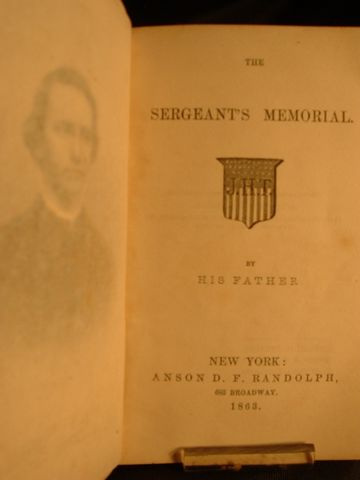 THE
SERGEANT'S MEMORIAL.
J.H.T.
BY
HIS FATHER
NEW YORK:
ANSON D. F. RANDOLPH,
683 BROADWAY.
1863.